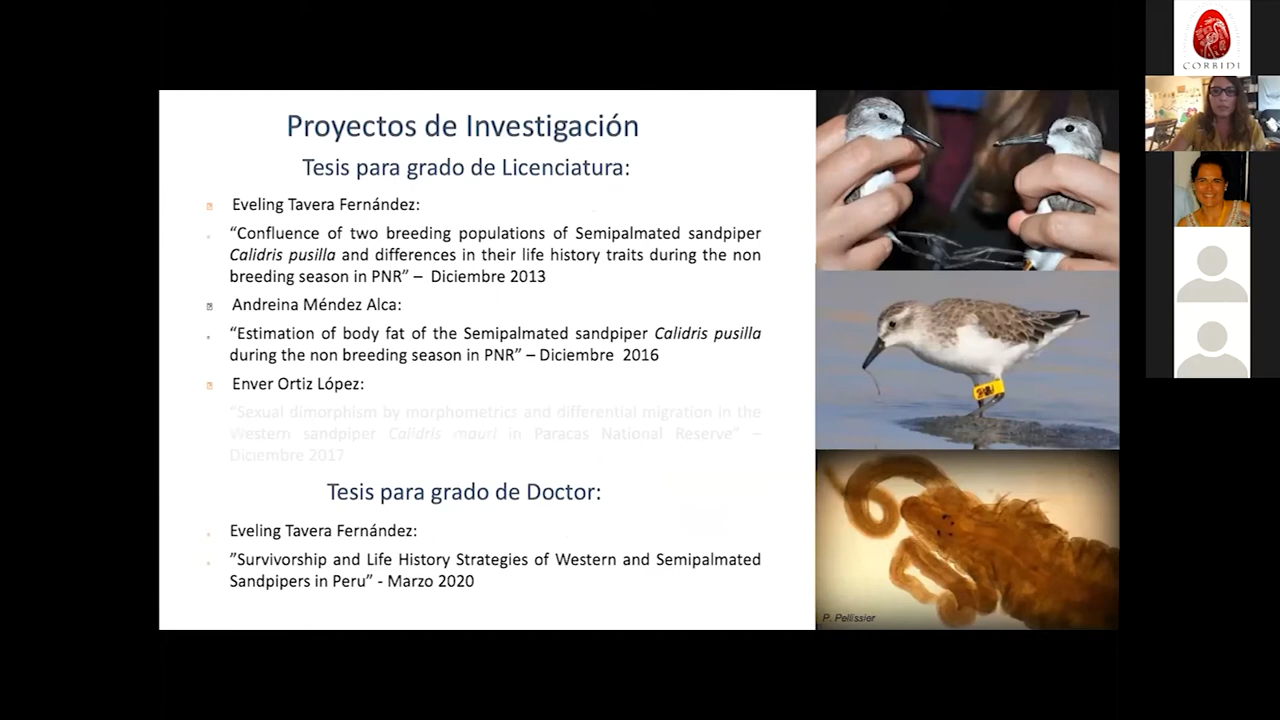 Proyectos de Investigación
Tesis para grado de Licenciatura:
Eveling Tavera Fernández:
“Confluence of two breeding populations of Semipalmated sandpiper
Calidris pusilla and differences in their life history traits during the non
breeding season in PNR” – Diciembre 2013
Andreina Méndez Alca:
“Estimation of body fat of the Semipalmated sandpiper Calidris pusilla
during the non breeding season in PNR” – Diciembre 2016
Enver Ortiz López:
“Sexual dimorphism by morphometrics and differential migration in the
Western sandpiper Calidris mauri in Paracas National Reserve” –
Diciembre 2017
Tesis para grado de Doctor:
Eveling Tavera Fernández:
”Survivorship and Life History Strategies of Western and Semipalmated
Sandpipers in Peru” - Marzo 2020
P. Pellissier
CORBIDI